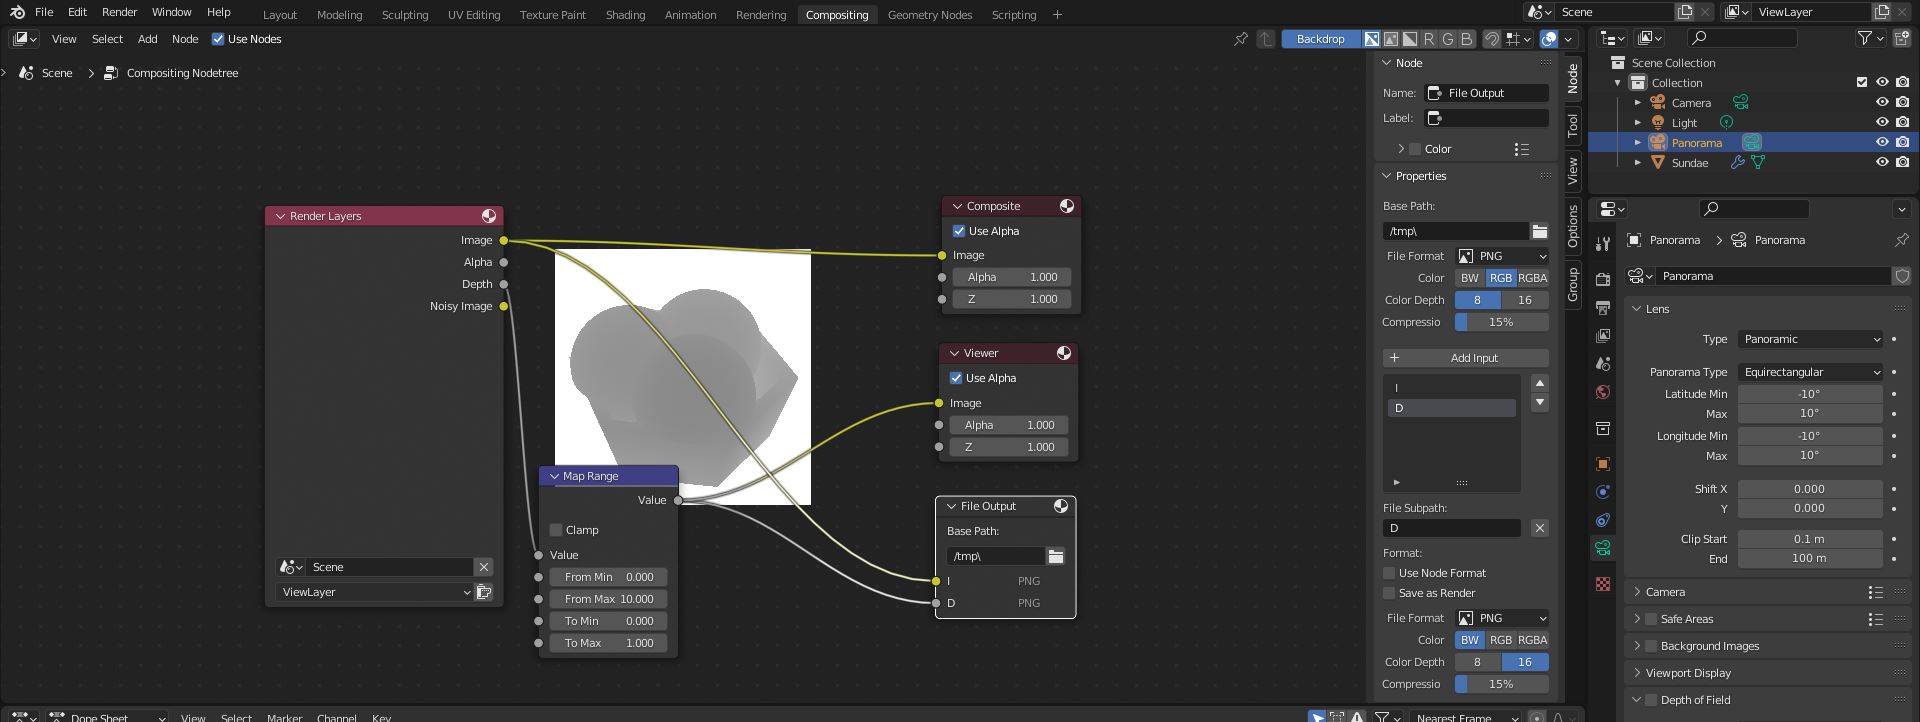 File Edit Render Window Help Layout Modeling Sculpting UV Editing Texture Paint Shading Animation Rendering Compositing Geometry Nodes Scripting + Scene ViewLayer
View Select Add Node Use Nodes Backdrop R G B
Scene > Compositing Nodetree
Render Layers
Image
Alpha
Depth
Noisy Image
Scene
ViewLayer
Map Range
Value
Clamp
Value
From Min 0.000
From Max 10.000
To Min 0.000
To Max 1.000
Composite
Use Alpha
Image
Alpha 1.000
Z 1.000
Viewer
Use Alpha
Image
Alpha 1.000
Z 1.000
File Output
Base Path:
/tmp\
I PNG
D PNG
Node
Name: File Output
Label:
Color
Properties
Base Path:
/tmp\
File Format PNG
Color BW RGB RGBA
Color Depth 8 16
Compressio 15%
+ Add Input
I
D
File Subpath:
D
Format:
Use Node Format
Save as Render
File Format PNG
Color BW RGB RGBA
Color Depth 8 16
Compressio 15%
Node
Tool
View
Options
Group
Scene Collection
Collection
Camera
Light
Panorama
Sundae
Panorama > Panorama
Panorama
Lens
Type Panoramic
Panorama Type Equirectangular
Latitude Min -10°
Max 10°
Longitude Min -10°
Max 10°
Shift X 0.000
Y 0.000
Clip Start 0.1 m
End 100 m
Camera
Safe Areas
Background Images
Viewport Display
Depth of Field
Dope Sheet View Select Marker Channel Key Nearest Frame